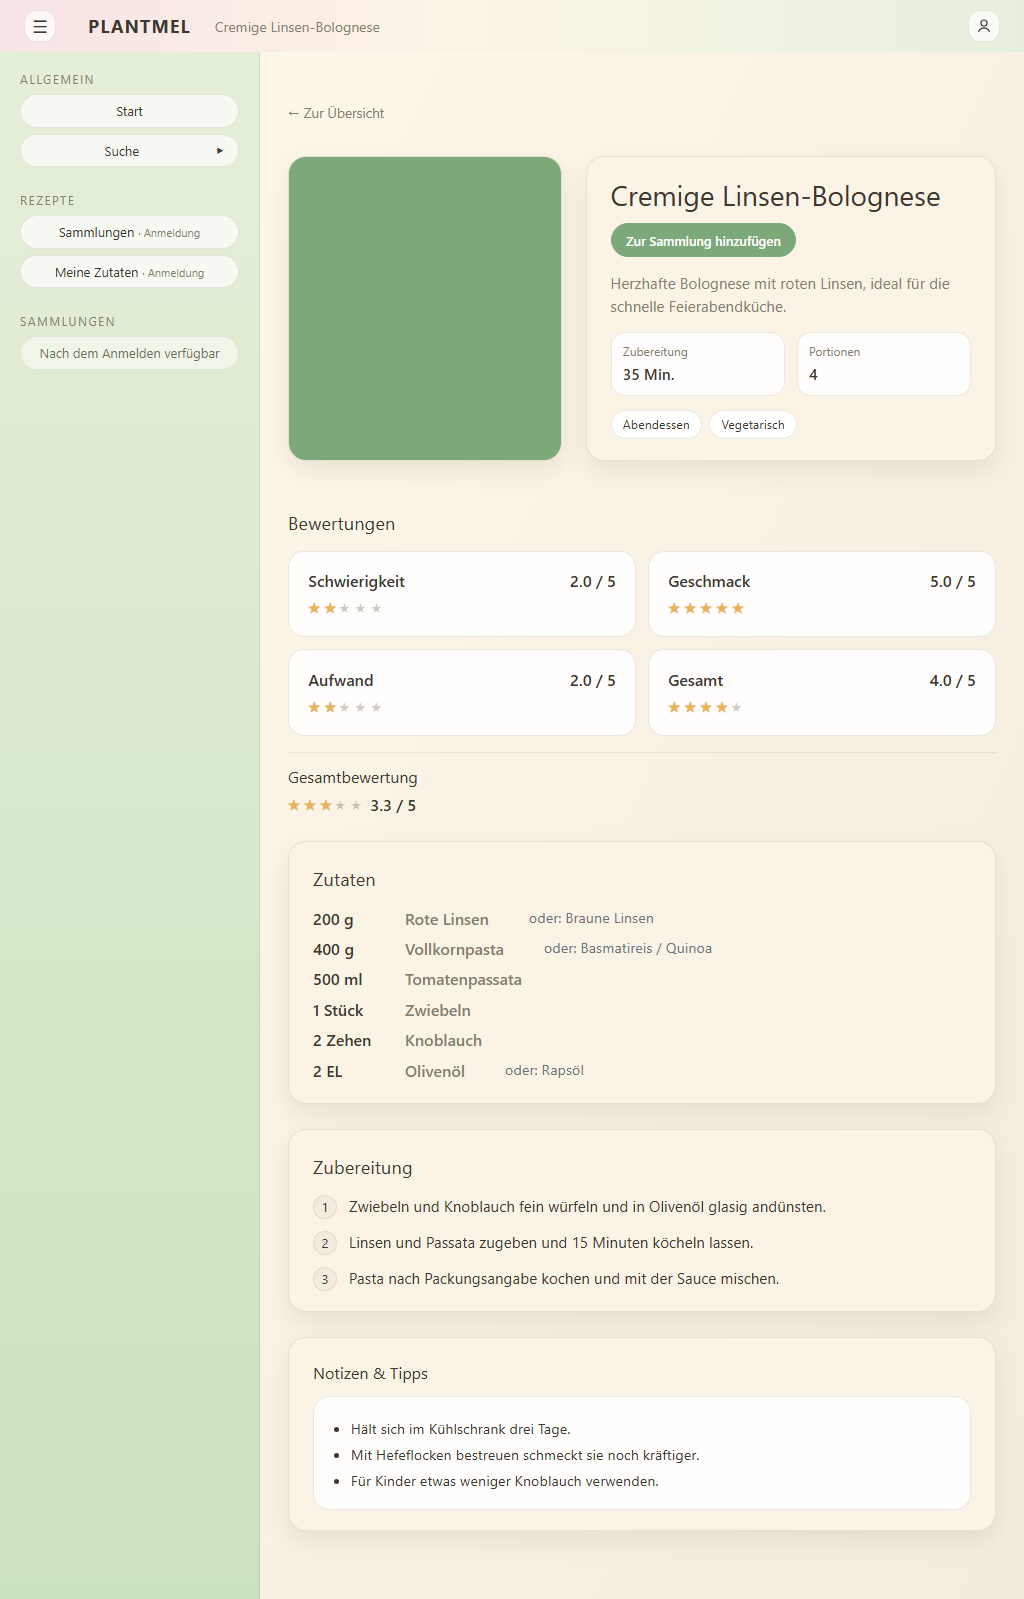 ☰ PLANTMEL Cremige Linsen-Bolognese
ALLGEMEIN
Start
Suche ▸
REZEPTE
Sammlungen · Anmeldung
Meine Zutaten · Anmeldung
SAMMLUNGEN
Nach dem Anmelden verfügbar
← Zur Übersicht
Cremige Linsen-Bolognese
Zur Sammlung hinzufügen
Herzhafte Bolognese mit roten Linsen, ideal für die
schnelle Feierabendküche.
Zubereitung
35 Min.
Portionen
4
Abendessen Vegetarisch
Bewertungen
Schwierigkeit 2.0 / 5
★★★★★
Geschmack 5.0 / 5
★★★★★
Aufwand 2.0 / 5
★★★★★
Gesamt 4.0 / 5
★★★★★
Gesamtbewertung
★★★★★ 3.3 / 5
Zutaten
200 g Rote Linsen oder: Braune Linsen
400 g Vollkornpasta oder: Basmatireis / Quinoa
500 ml Tomatenpassata
1 Stück Zwiebeln
2 Zehen Knoblauch
2 EL Olivenöl oder: Rapsöl
Zubereitung
1 Zwiebeln und Knoblauch fein würfeln und in Olivenöl glasig andünsten.
2 Linsen und Passata zugeben und 15 Minuten köcheln lassen.
3 Pasta nach Packungsangabe kochen und mit der Sauce mischen.
Notizen & Tipps
• Hält sich im Kühlschrank drei Tage.
• Mit Hefeflocken bestreuen schmeckt sie noch kräftiger.
• Für Kinder etwas weniger Knoblauch verwenden.